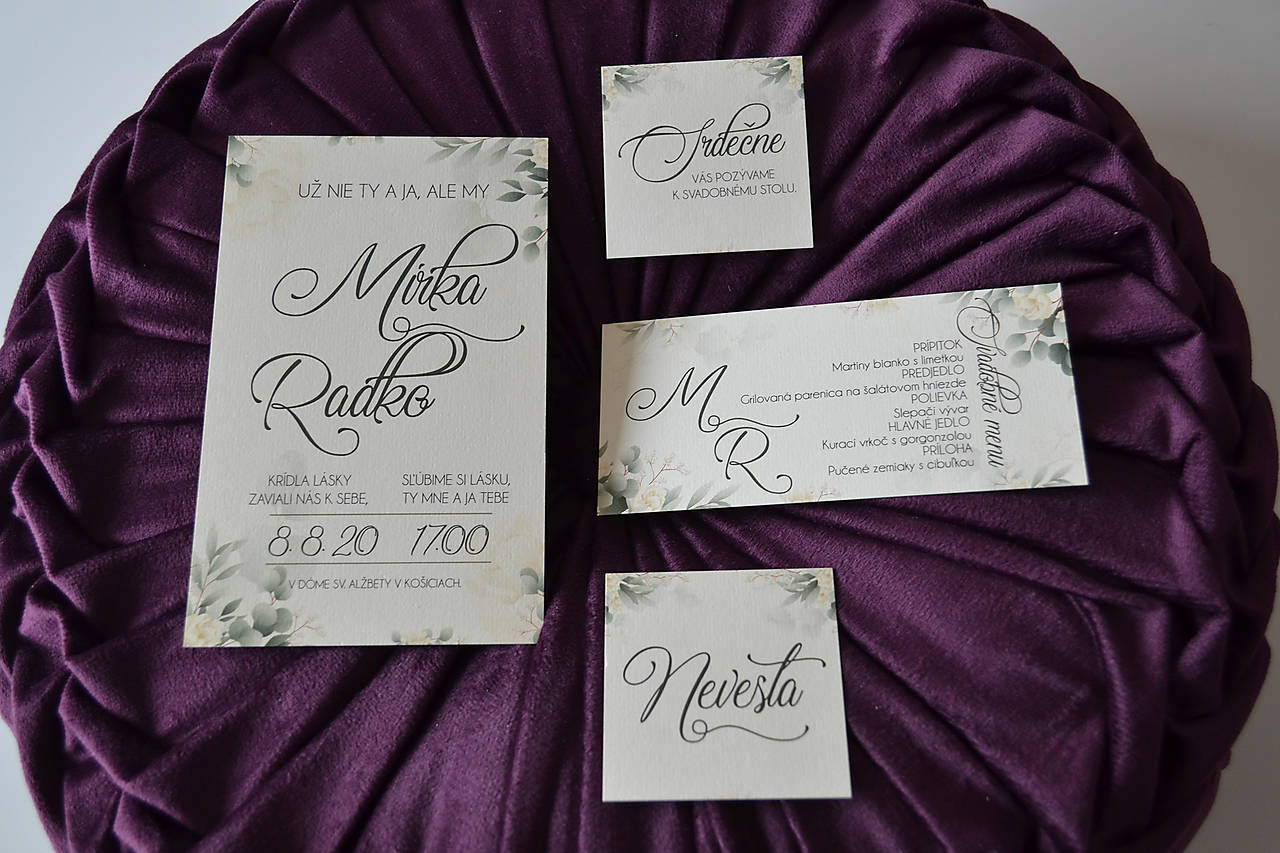 UŽ NIE TY A JA, ALE MY
Mirka
Radko
KRÍDLA LÁSKY
ZAVIALI NÁS K SEBE,
SĽÚBIME SI LÁSKU,
TY MNE A JA TEBE
8. 8. 20
17.00
V DÓME SV. ALŽBETY V KOŠICIACH.
Srdečne
VÁS POZÝVAME
K SVADOBNÉMU STOLU.
M
R
PRÍPITOK
Martiny bianko s limetkou
PREDJEDLO
Grilovaná parenica na šalátovom hniezde
POLIEVKA
Slepačí vývar
HLAVNÉ JEDLO
Kurací vrkoč s gorgonzolou
PRÍLOHA
Pučené zemiaky s cibuľkou
Svadobné menu
Nevesta